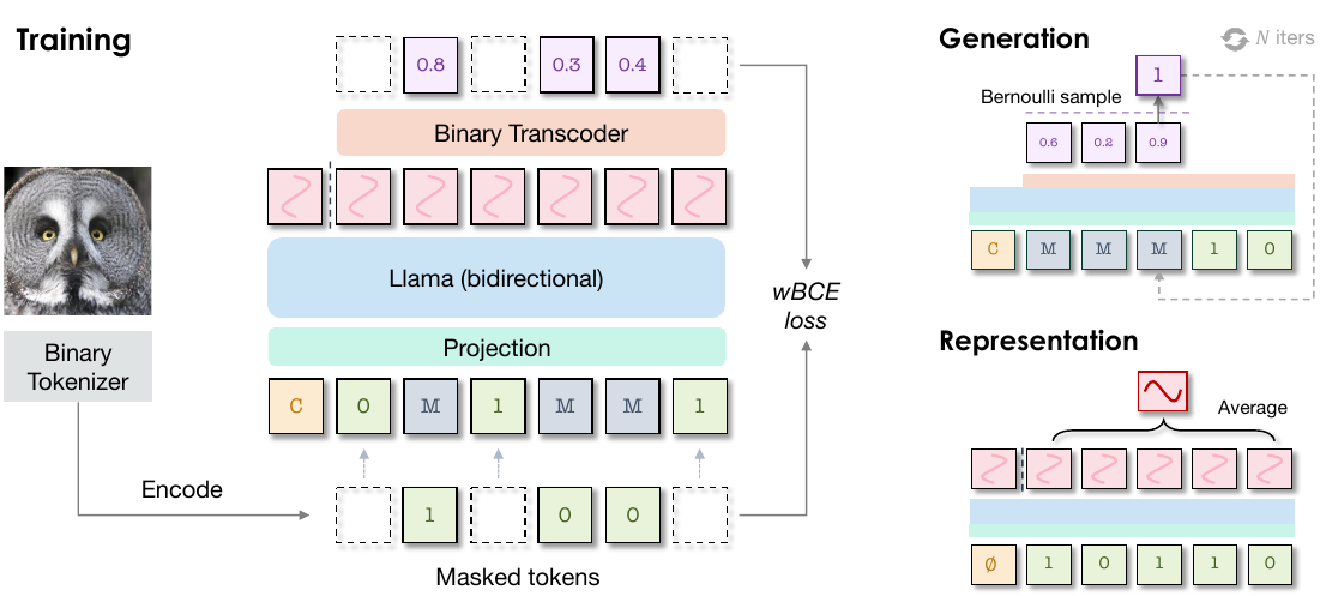 Training
0.8 0.3 0.4
Binary Transcoder
Llama (bidirectional)
Projection
C 0 M 1 M M 1
Binary
Tokenizer
Encode
1 0 0
Masked tokens
wBCE
loss
Generation
N iters
1
Bernoulli sample
0.6 0.2 0.9
C M M M 1 0
Representation
Average
∅ 1 0 1 1 0